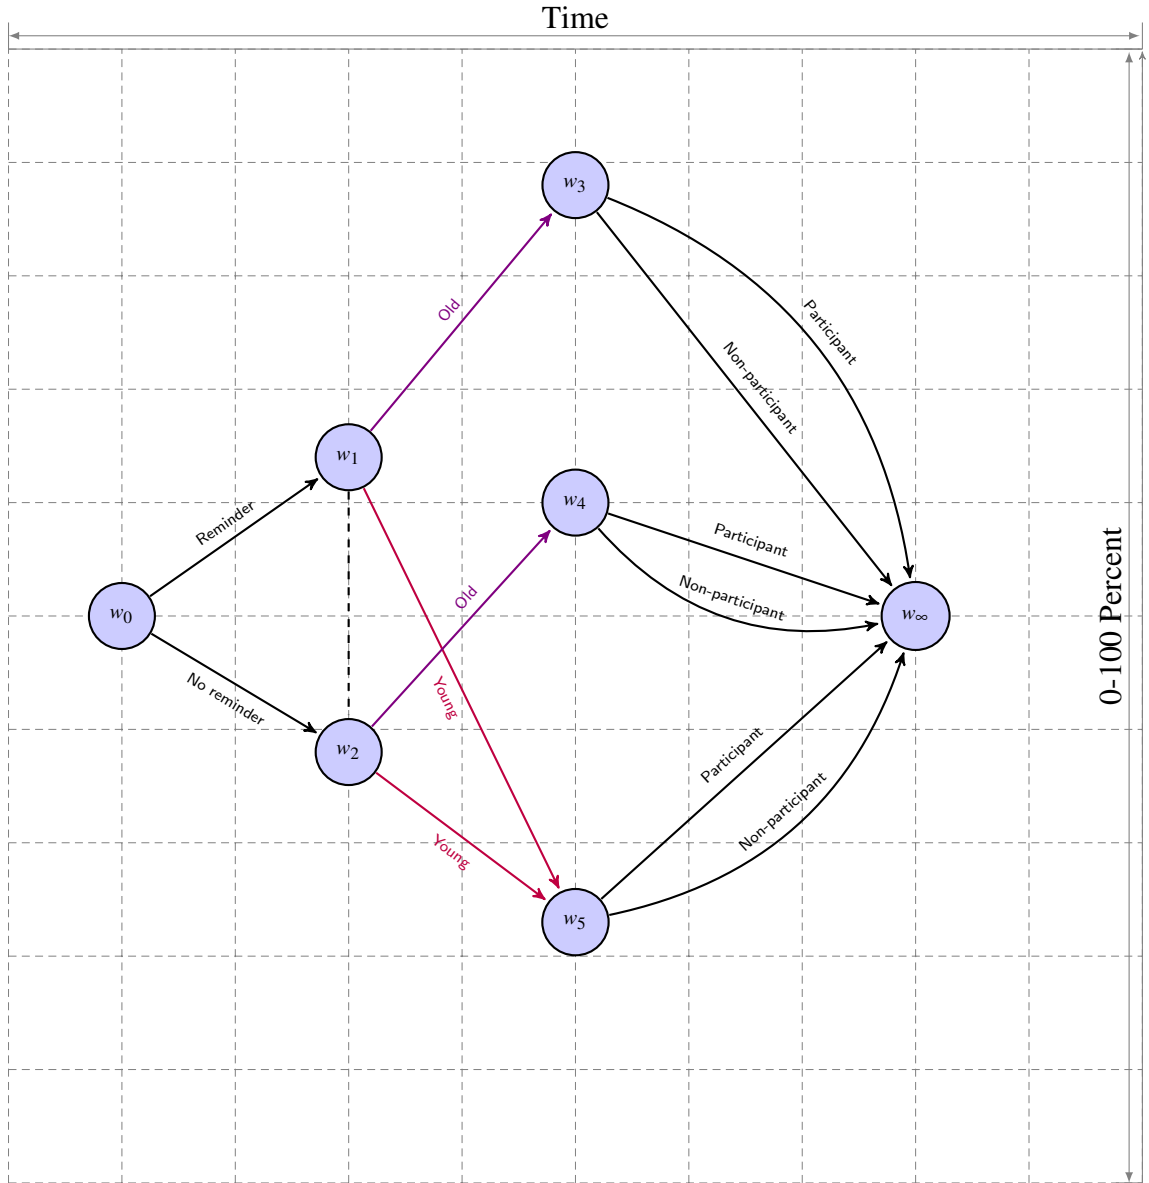 Time
w3
Participant
Old
Non-participant
w1
w4
Reminder
Participant
Non-participant
0-100 Percent
Old
w0
w∞
No reminder
Young
w2
Participant
Non-participant
Young
w5